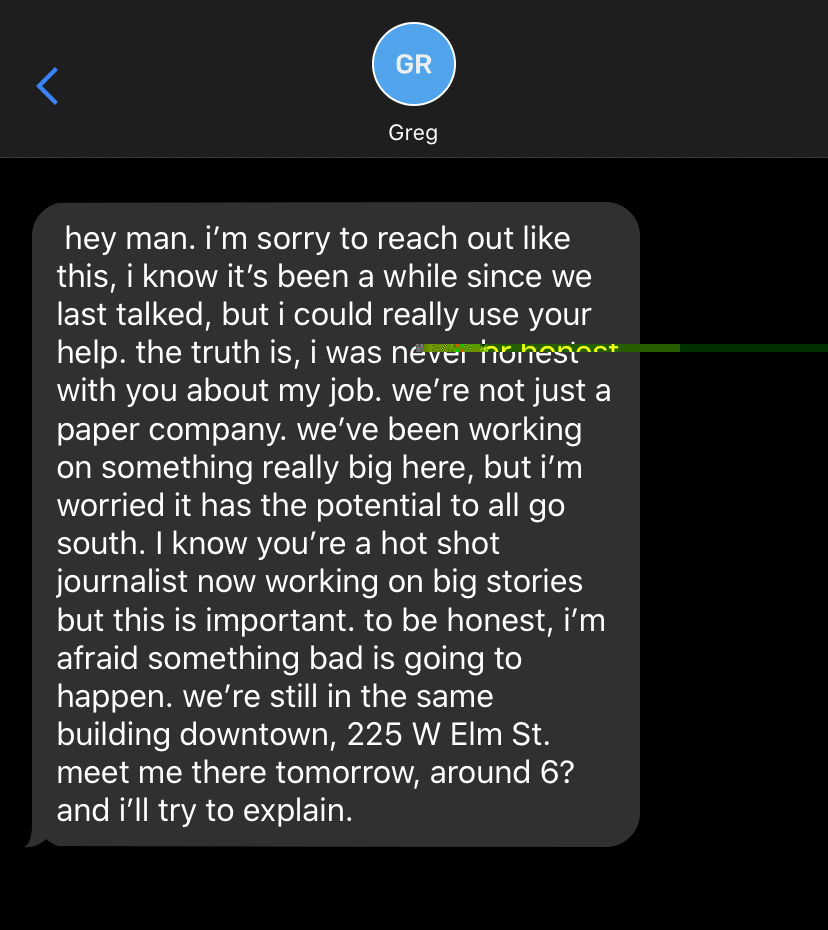 GR
Greg
hey man. i’m sorry to reach out like
this, i know it’s been a while since we
last talked, but i could really use your
help. the truth is, i was never honest
with you about my job. we’re not just a
paper company. we’ve been working
on something really big here, but i’m
worried it has the potential to all go
south. I know you’re a hot shot
journalist now working on big stories
but this is important. to be honest, i’m
afraid something bad is going to
happen. we’re still in the same
building downtown, 225 W Elm St.
meet me there tomorrow, around 6?
and i’ll try to explain.